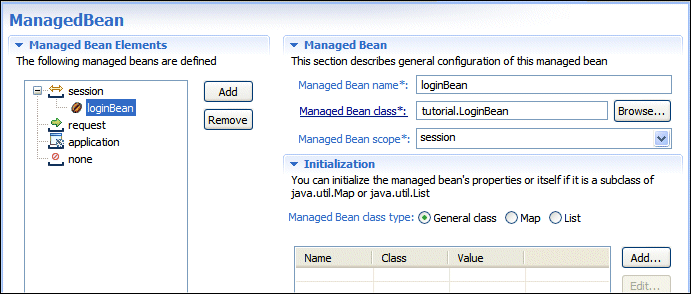 ManagedBean
Managed Bean Elements
The following managed beans are defined
session
loginBean
request
application
none
Add
Remove
Managed Bean
This section describes general configuration of this managed bean
Managed Bean name*: loginBean
Managed Bean class*: tutorial.LoginBean Browse...
Managed Bean scope*: session
Initialization
You can initialize the managed bean's properties or itself if it is a subclass of
java.util.Map or java.util.List
Managed Bean class type: General class Map List
Name Class Value
Add...
Edit...